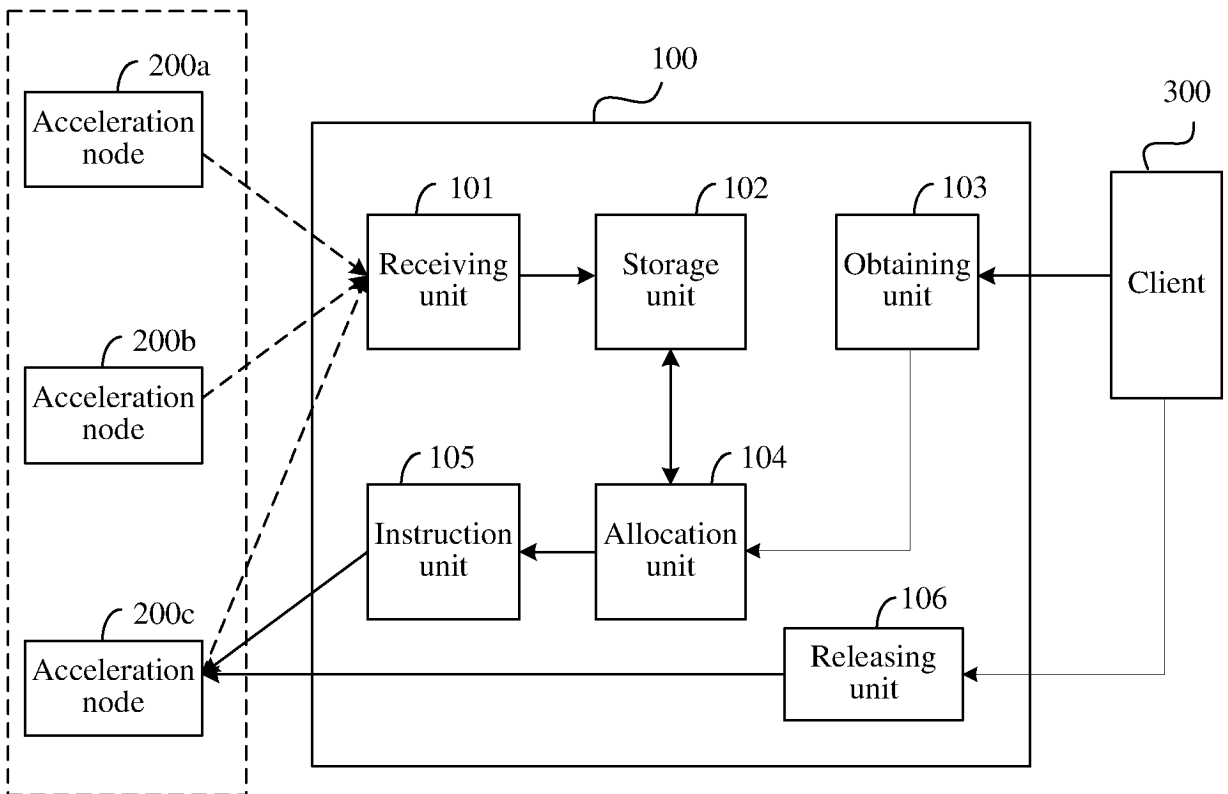 200a
Acceleration
node
100
300
101
Receiving
unit
102
Storage
unit
103
Obtaining
unit
Client
200b
Acceleration
node
105
Instruction
unit
104
Allocation
unit
200c
Acceleration
node
106
Releasing
unit